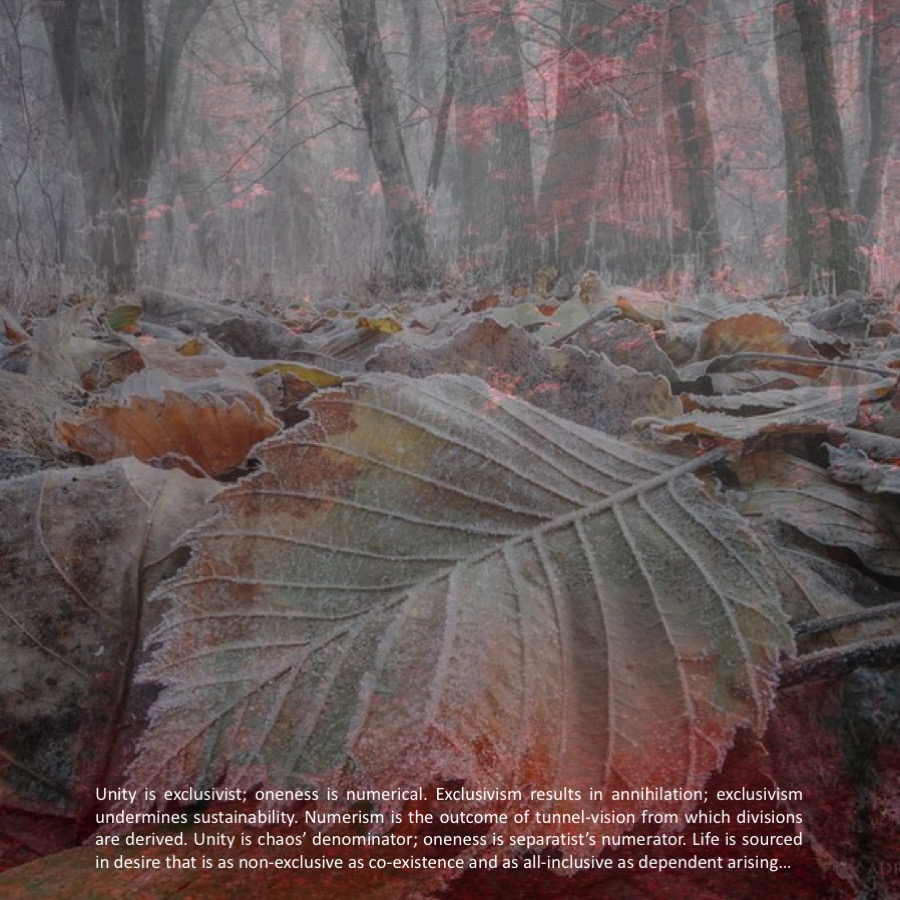 Unity is exclusivist; oneness is numerical. Exclusivism results in annihilation; exclusivism
undermines sustainability. Numerism is the outcome of tunnel-vision from which divisions
are derived. Unity is chaos’ denominator; oneness is separatist’s numerator. Life is sourced
in desire that is as non-exclusive as co-existence and as all-inclusive as dependent arising...